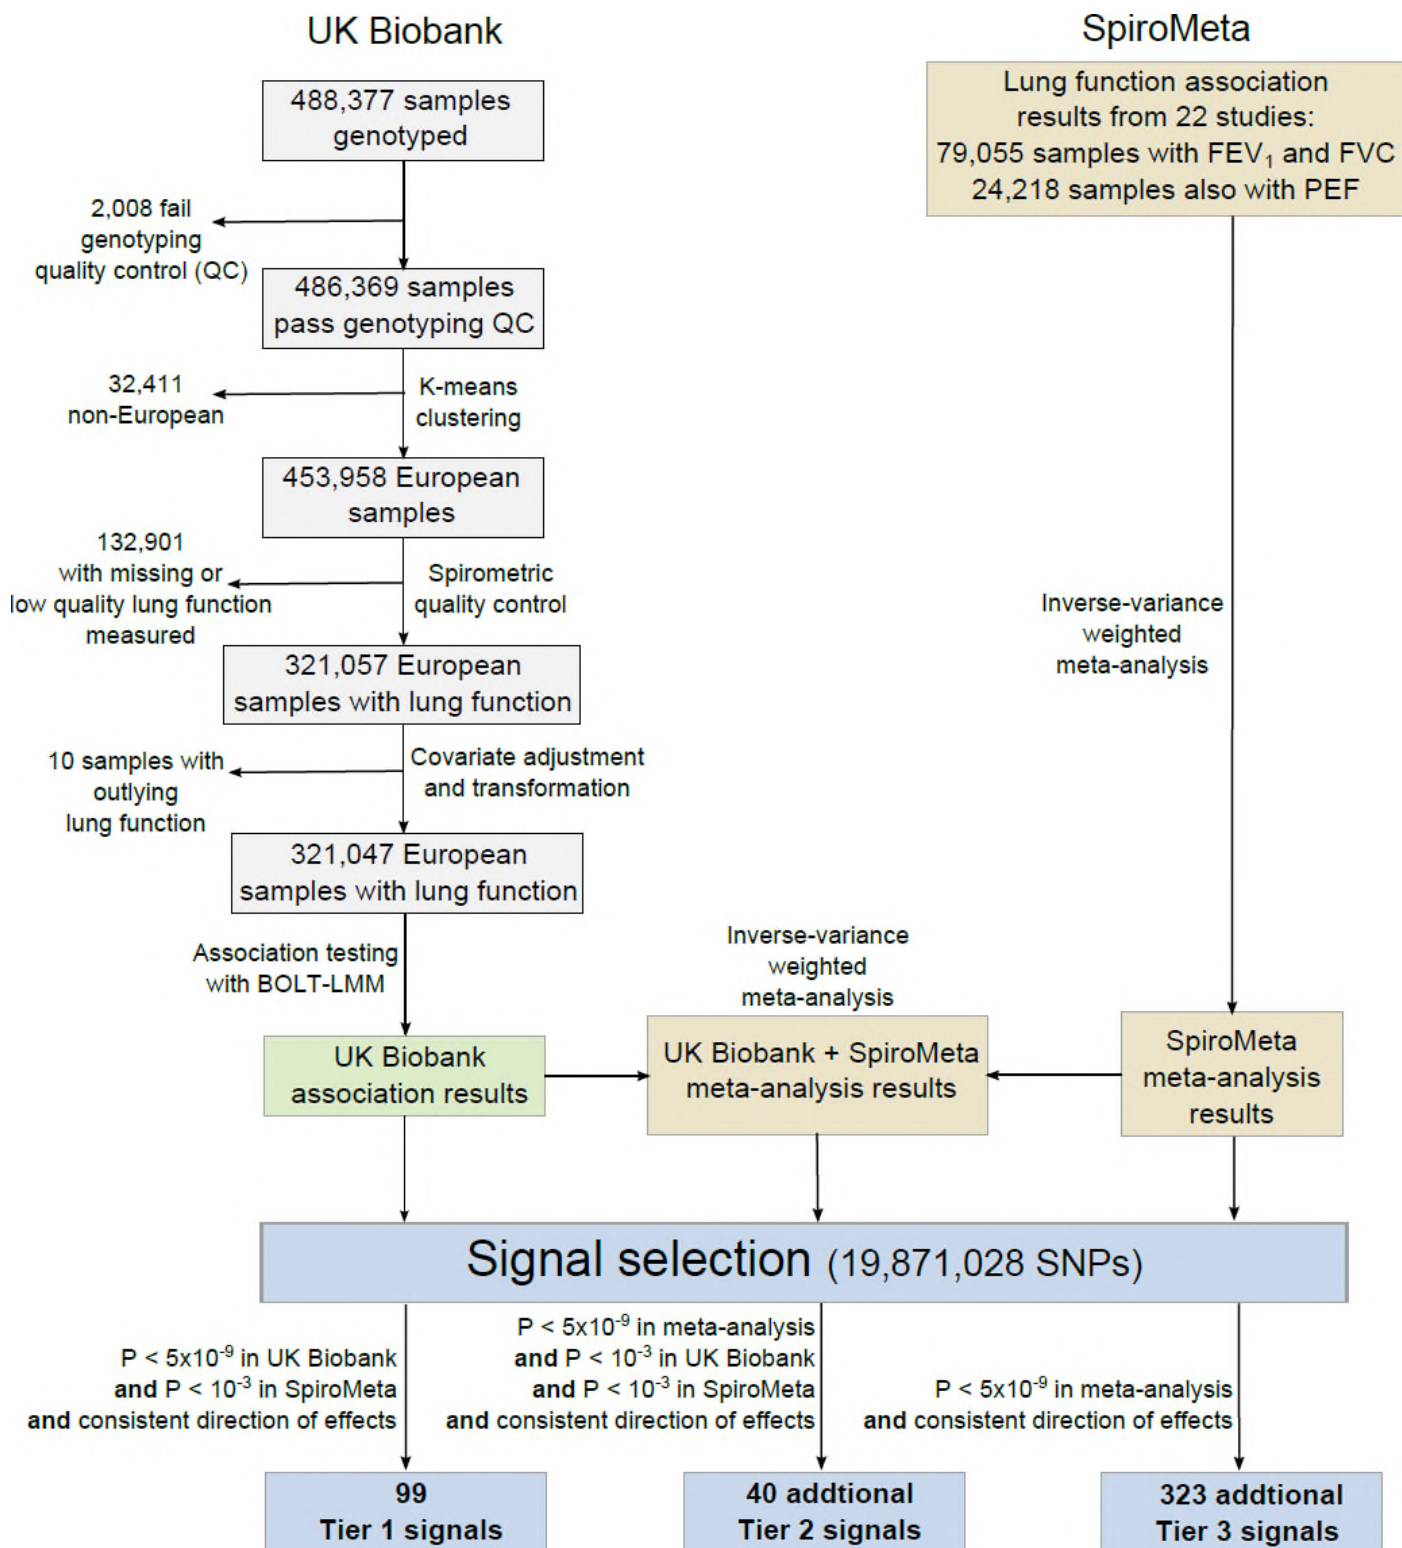 UK Biobank
SpiroMeta
488,377 samples
genotyped
Lung function association
results from 22 studies:
79,055 samples with FEV₁ and FVC
24,218 samples also with PEF
2,008 fail
genotyping
quality control (QC)
486,369 samples
pass genotyping QC
32,411
non-European
K-means
clustering
453,958 European
samples
132,901
with missing or
low quality lung function
measured
Spirometric
quality control
Inverse-variance
weighted
meta-analysis
321,057 European
samples with lung function
10 samples with
outlying
lung function
Covariate adjustment
and transformation
321,047 European
samples with lung function
Association testing
with BOLT-LMM
Inverse-variance
weighted
meta-analysis
UK Biobank
association results
UK Biobank + SpiroMeta
meta-analysis results
SpiroMeta
meta-analysis
results
Signal selection (19,871,028 SNPs)
P < 5x10⁻⁹ in UK Biobank
and P < 10⁻³ in SpiroMeta
and consistent direction of effects
P < 5x10⁻⁹ in meta-analysis
and P < 10⁻³ in UK Biobank
and P < 10⁻³ in SpiroMeta
and consistent direction of effects
P < 5x10⁻⁹ in meta-analysis
and consistent direction of effects
99
Tier 1 signals
40 addtional
Tier 2 signals
323 addtional
Tier 3 signals